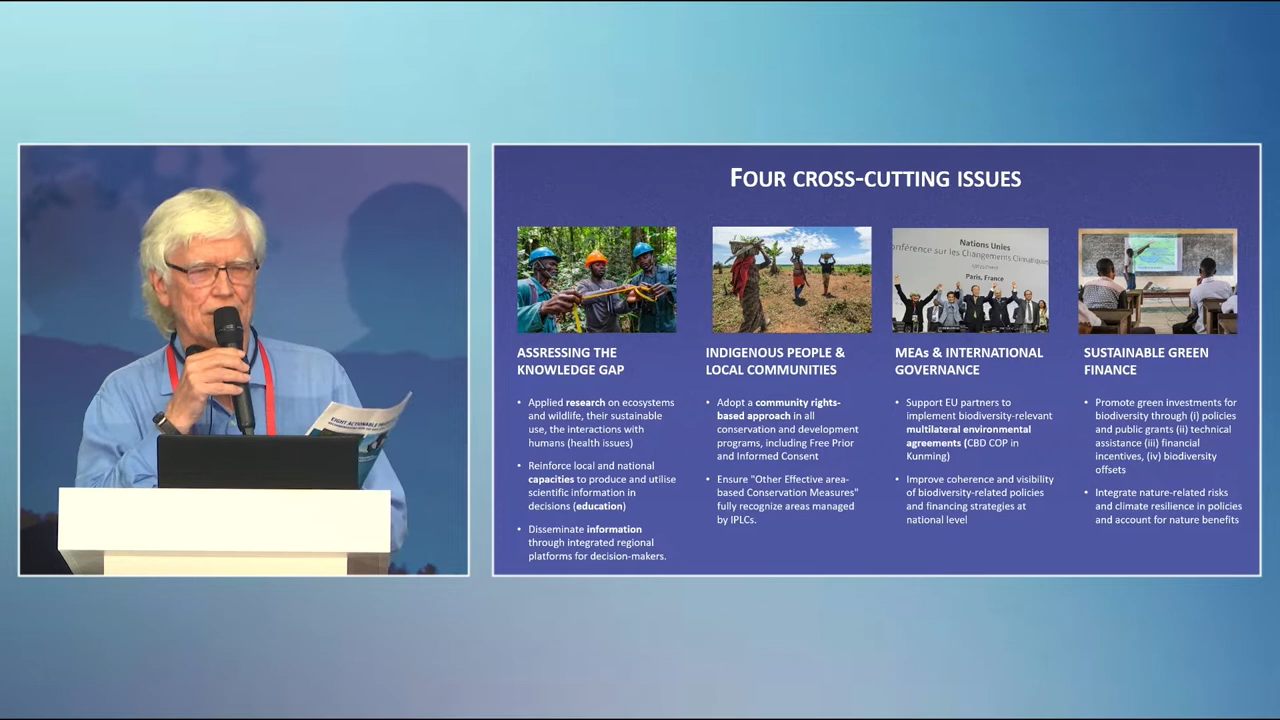 FOUR CROSS-CUTTING ISSUES
Nations Unies
onférence sur les Changements Climatique
Paris, France
ASSRESSING THE
KNOWLEDGE GAP
• Applied research on ecosystems
and wildlife, their sustainable
use, the interactions with
humans (health issues)
• Reinforce local and national
capacities to produce and utilise
scientific information in
decisions (education)
• Disseminate information
through integrated regional
platforms for decision-makers.
INDIGENOUS PEOPLE &
LOCAL COMMUNITIES
• Adopt a community rights-
based approach in all
conservation and development
programs, including Free Prior
and Informed Consent
• Ensure "Other Effective area-
based Conservation Measures"
fully recognize areas managed
by IPLCs.
MEAs & INTERNATIONAL
GOVERNANCE
• Support EU partners to
implement biodiversity-relevant
multilateral environmental
agreements (CBD COP in
Kunming)
• Improve coherence and visibility
of biodiversity-related policies
and financing strategies at
national level
SUSTAINABLE GREEN
FINANCE
• Promote green investments for
biodiversity through (i) policies
and public grants (ii) technical
assistance (iii) financial
incentives, (iv) biodiversity
offsets
• Integrate nature-related risks
and climate resilience in policies
and account for nature benefits
EIGHT ACTIONABLE